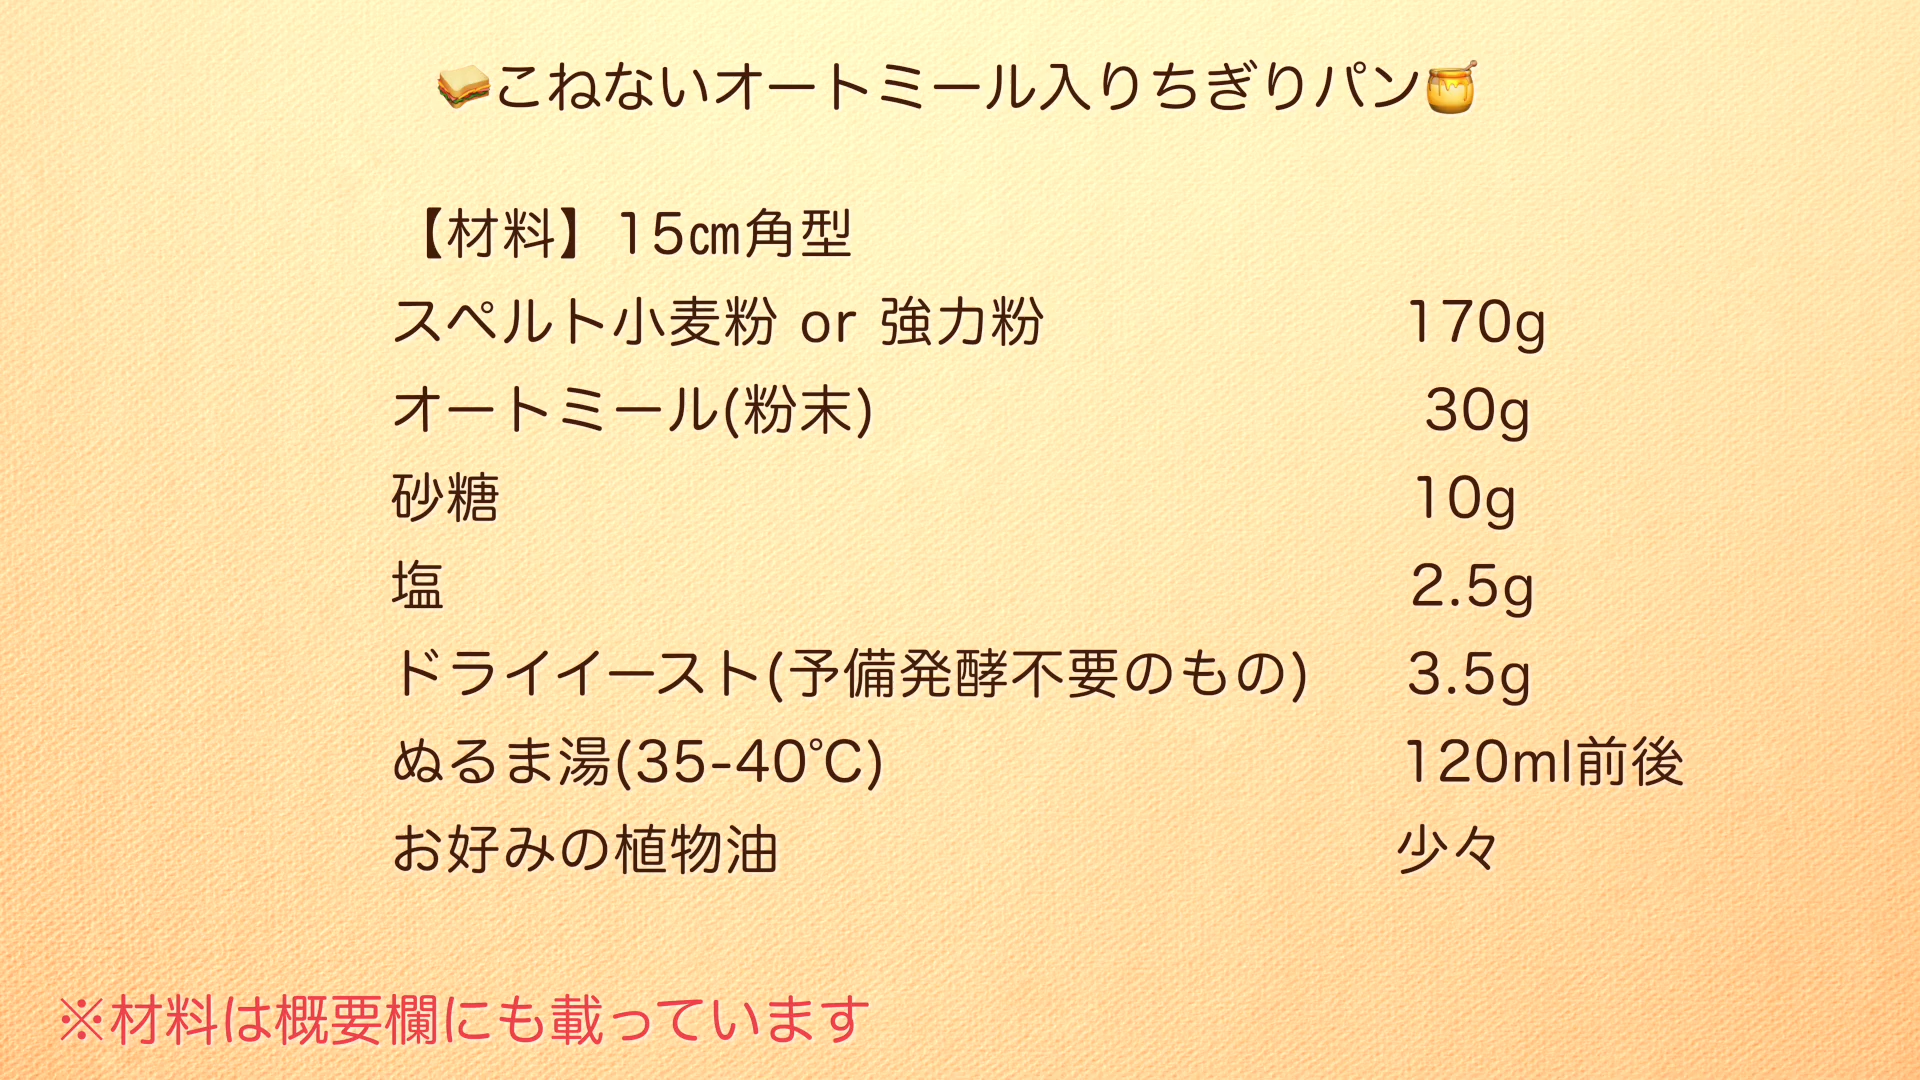 🥪こねないオートミール入りちぎりパン🍯
【材料】15㎝角型
スペルト小麦粉 or 強力粉 170g
オートミール(粉末) 30g
砂糖 10g
塩 2.5g
ドライイースト(予備発酵不要のもの) 3.5g
ぬるま湯(35-40℃) 120ml前後
お好みの植物油 少々
※材料は概要欄にも載っています